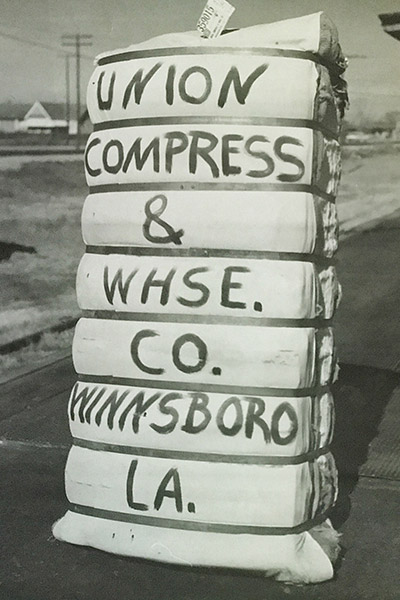 UNION
COMPRESS
&
WHSE.
CO.
WINNSBORO
LA.